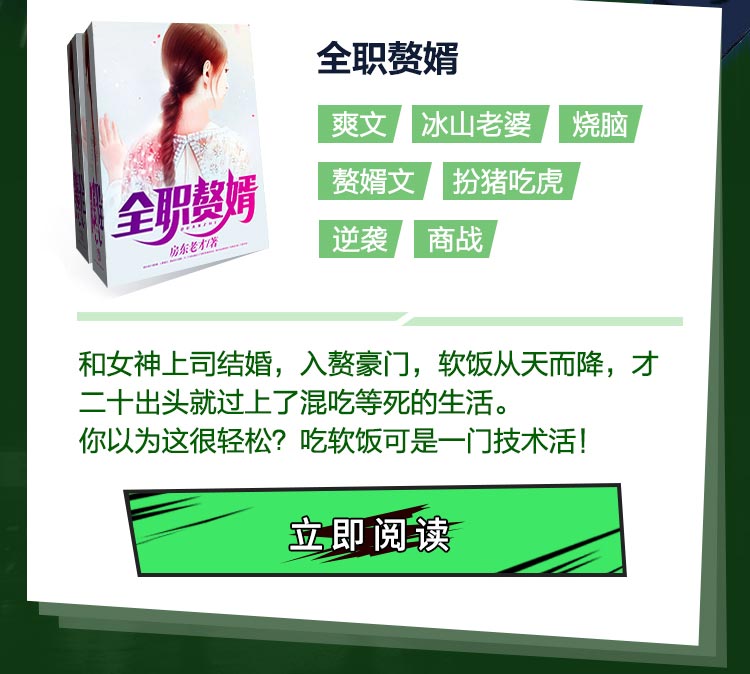 全职赘婿
爽文 冰山老婆 烧脑
赘婿文 扮猪吃虎
逆袭 商战
全职赘婿
房东老才/著
和女神上司结婚，入赘豪门，软饭从天而降，才
二十出头就过上了混吃等死的生活。
你以为这很轻松？吃软饭可是一门技术活！
立即阅读